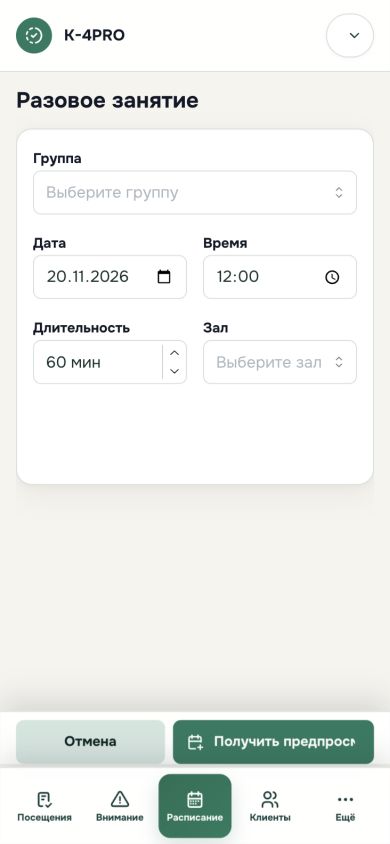 K-4PRO
Разовое занятие
Группа
Выберите группу
Дата
Время
20.11.2026
12:00
Длительность
Зал
60 мин
Выберите зал
Отмена
Получить предпросм
Посещения
Внимание
Расписание
Клиенты
Ещё